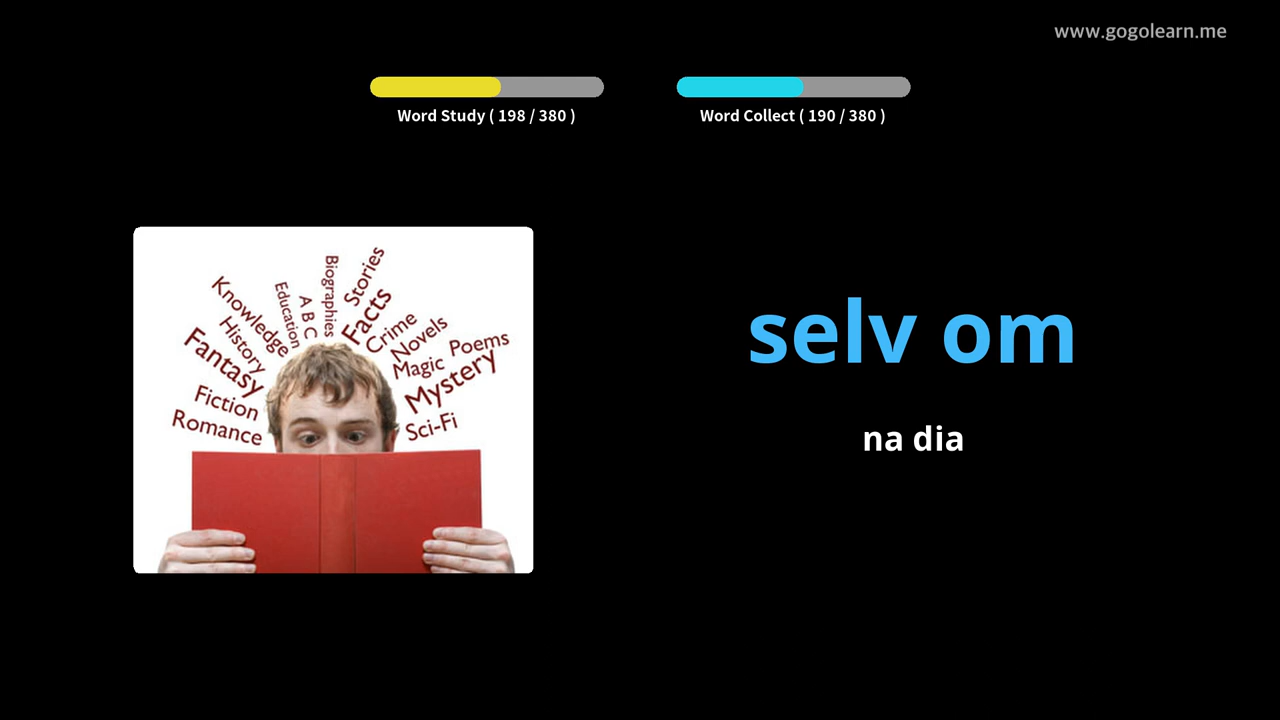 www.gogolearn.me
Word Study ( 198 / 380 )
Word Collect ( 190 / 380 )
Knowledge
History
Fantasy
Fiction
Romance
Education
A B C
Biographies
Stories
Facts
Crime
Novels
Magic
Poems
Mystery
Sci-Fi
selv om
na dia